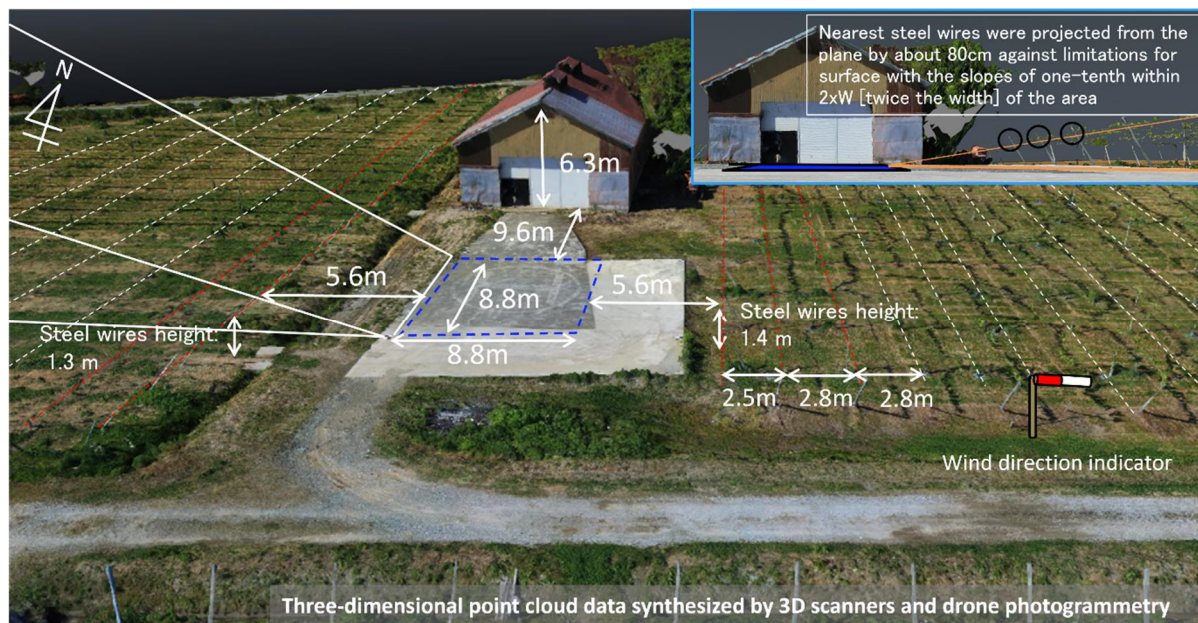 Nearest steel wires were projected from the
plane by about 80cm against limitations for
surface with the slopes of one-tenth within
2xW [twice the width] of the area
N
6.3m
9.6m
5.6m
8.8m
5.6m
Steel wires height:
1.3 m
Steel wires height:
1.4 m
8.8m
2.5m
2.8m
2.8m
Wind direction indicator
Three-dimensional point cloud data synthesized by 3D scanners and drone photogrammetry